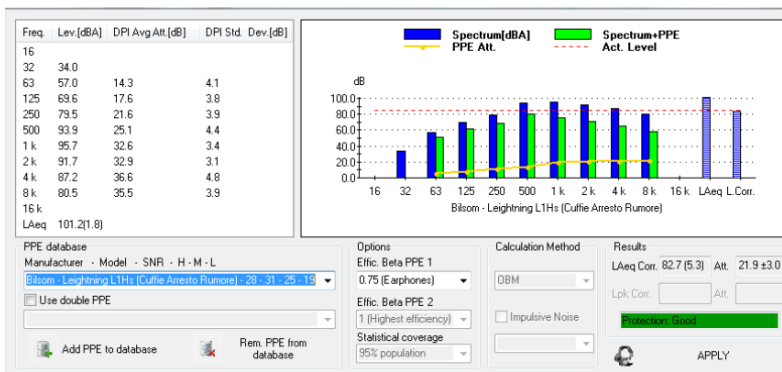 Freq. Lev.[dBA] DPI Avg Att.[dB] DPI Std. Dev.[dB]
16
32 34.0
63 57.0 14.3 4.1
125 69.6 17.6 3.8
250 79.5 21.6 3.9
500 93.9 25.1 4.4
1 k 95.7 32.6 3.4
2 k 91.7 32.9 3.1
4 k 87.2 36.6 4.8
8 k 80.5 35.5 3.9
16 k
LAeq 101.2(1.8)
Spectrum[dBA] Spectrum+PPE
PPE Att. Act. Level
dB
100.0
80.0
60.0
40.0
20.0
0.0
16 32 63 125 250 500 1 k 2 k 4 k 8 k 16 k LAeq L.Corr.
Bilsom - Leightning L1Hs (Cuffie Arresto Rumore)
PPE database
Manufacturer - Model - SNR - H - M - L
Bilsom - Leightning L1Hs (Cuffie Arresto Rumore) - 28 - 31 - 25 - 19
Use double PPE
Add PPE to database
Rem. PPE from
database
Options
Effic. Beta PPE 1
0.75 (Earphones)
Effic. Beta PPE 2
1 (Highest efficiency)
Statistical coverage
95% population
Calculation Method
OBM
Impulsive Noise
Results
LAeq Corr. 82.7 (5.3) Att. 21.9 ±3.0
Lpk Corr. Att.
Protection: Good
APPLY